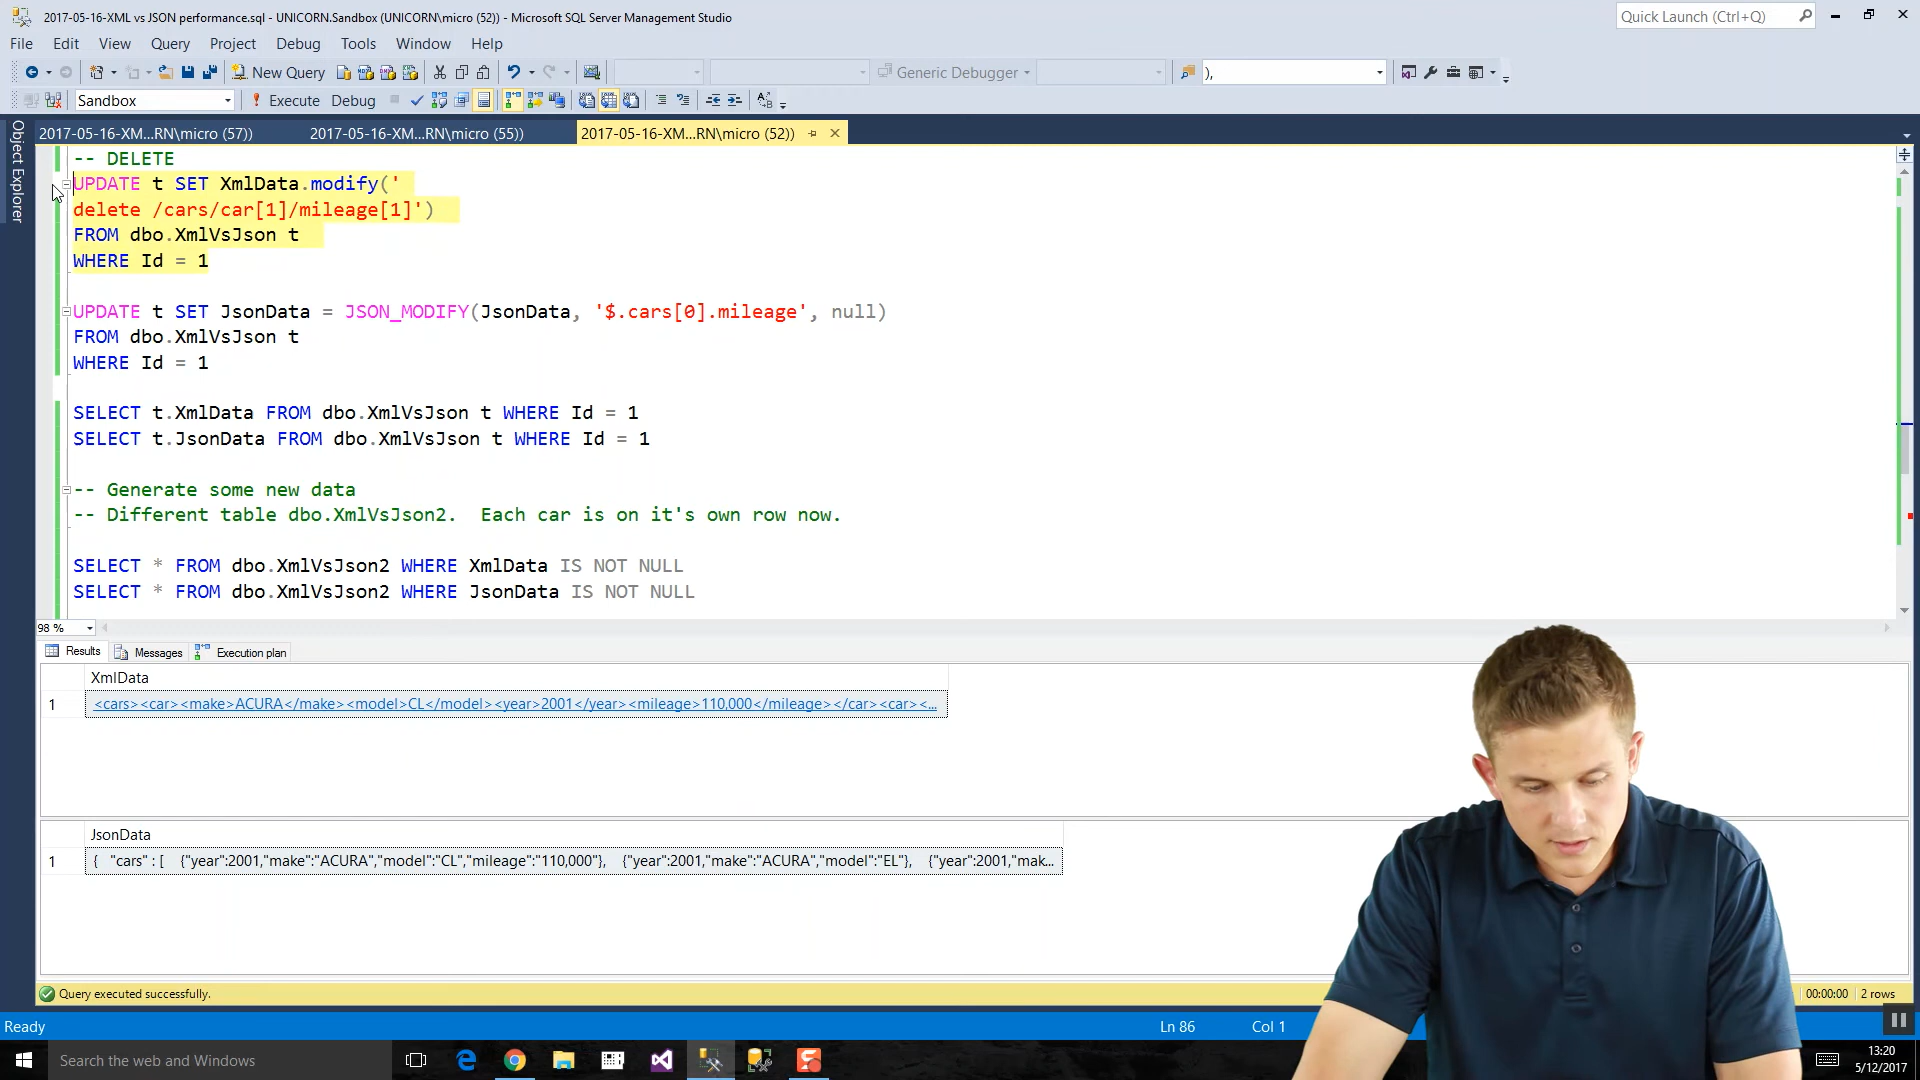 2017-05-16-XML vs JSON performance.sql - UNICORN.Sandbox (UNICORN\micro (52)) - Microsoft SQL Server Management Studio
Quick Launch (Ctrl+Q)
File Edit View Query Project Debug Tools Window Help
New Query
Generic Debugger
),
Sandbox
Execute Debug
Object Explorer
2017-05-16-XM...RN\micro (57))
2017-05-16-XM...RN\micro (55))
2017-05-16-XM...RN\micro (52))
-- DELETE
UPDATE t SET XmlData.modify('
delete /cars/car[1]/mileage[1]')
FROM dbo.XmlVsJson t
WHERE Id = 1
UPDATE t SET JsonData = JSON_MODIFY(JsonData, '$.cars[0].mileage', null)
FROM dbo.XmlVsJson t
WHERE Id = 1
SELECT t.XmlData FROM dbo.XmlVsJson t WHERE Id = 1
SELECT t.JsonData FROM dbo.XmlVsJson t WHERE Id = 1
-- Generate some new data
-- Different table dbo.XmlVsJson2.  Each car is on it's own row now.
SELECT * FROM dbo.XmlVsJson2 WHERE XmlData IS NOT NULL
SELECT * FROM dbo.XmlVsJson2 WHERE JsonData IS NOT NULL
98 %
Results Messages Execution plan
XmlData
1 <cars><car><make>ACURA</make><model>CL</model><year>2001</year><mileage>110,000</mileage></car><car><...
JsonData
1 { "cars" : [ {"year":2001,"make":"ACURA","model":"CL","mileage":"110,000"}, {"year":2001,"make":"ACURA","model":"EL"}, {"year":2001,"mak...
Query executed successfully.
00:00:00 2 rows
Ready
Ln 86
Col 1
Search the web and Windows
13:20
5/12/2017